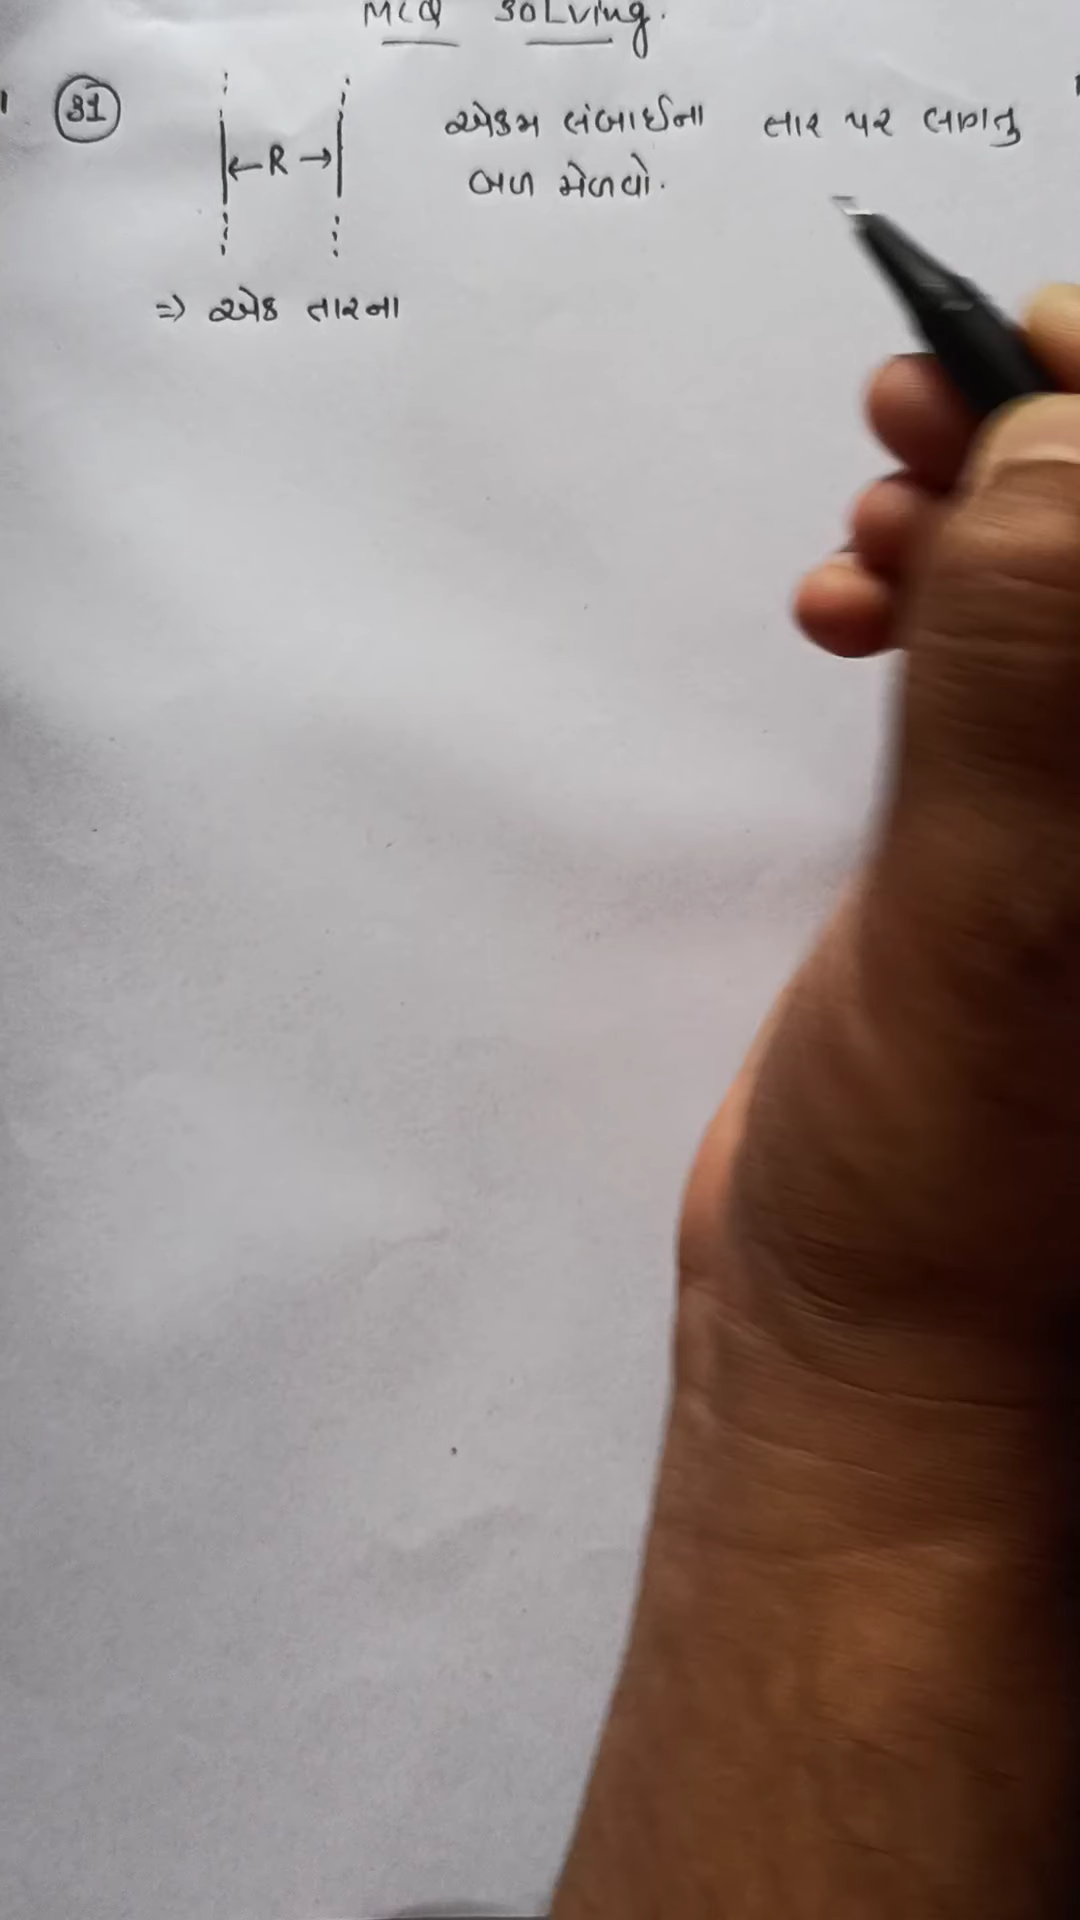 MCQ Solving.
31
←R→
એકમ લંબાઈના તાર પર લાગતુ
બળ મેળવો.
⇒ એક તારના